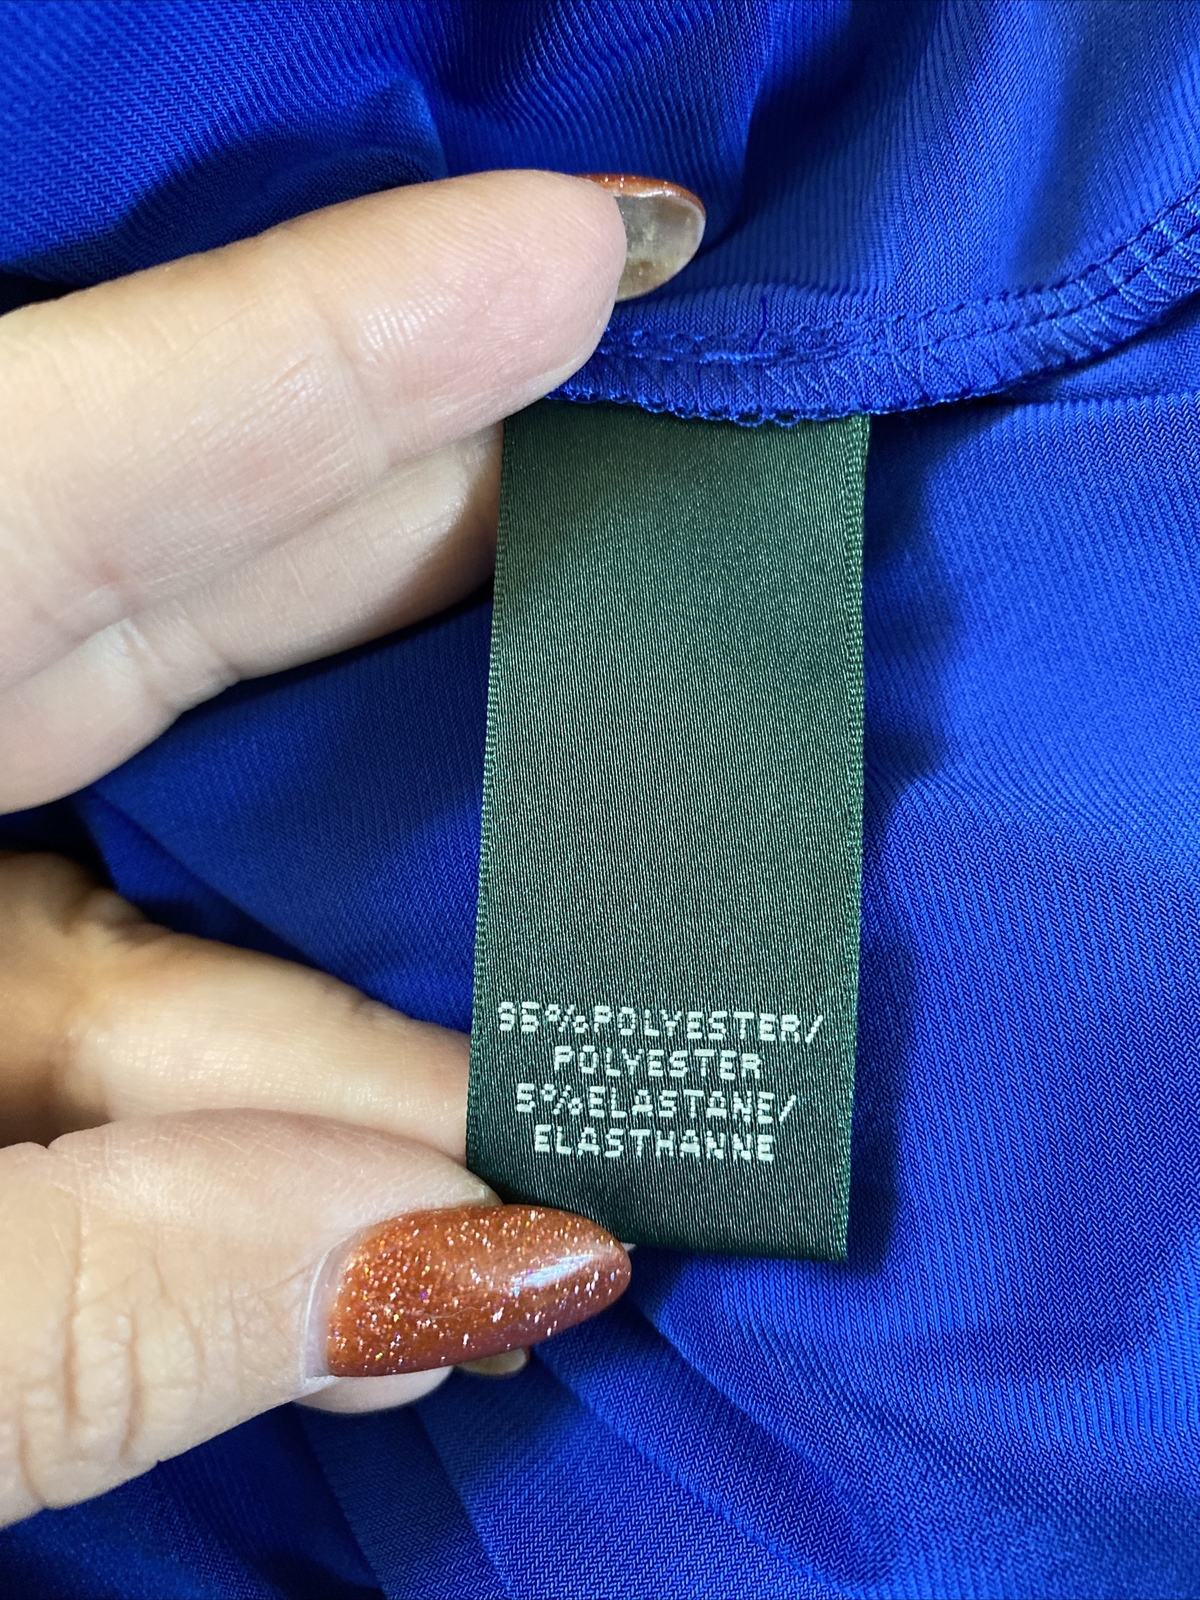 95%POLYESTER/
POLYESTER
5%ELASTANE/
ELASTHANNE